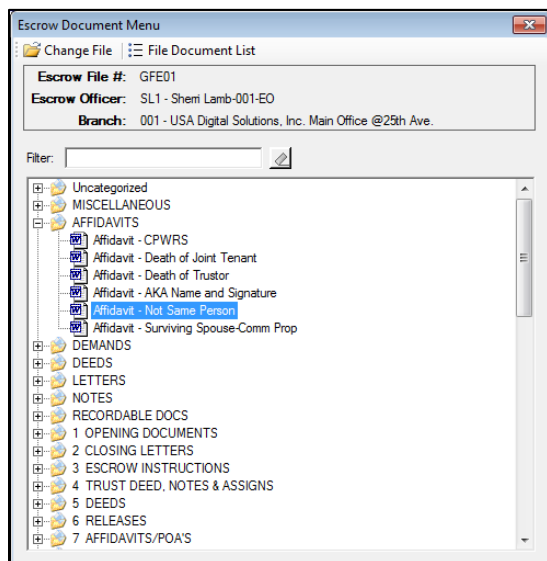 Escrow Document Menu
Change File File Document List
Escrow File #: GFE01
Escrow Officer: SL1 - Sherri Lamb-001-EO
Branch: 001 - USA Digital Solutions, Inc. Main Office @25th Ave.
Filter:
Uncategorized
MISCELLANEOUS
AFFIDAVITS
Affidavit - CPWRS
Affidavit - Death of Joint Tenant
Affidavit - Death of Trustor
Affidavit - AKA Name and Signature
Affidavit - Not Same Person
Affidavit - Surviving Spouse-Comm Prop
DEMANDS
DEEDS
LETTERS
NOTES
RECORDABLE DOCS
1 OPENING DOCUMENTS
2 CLOSING LETTERS
3 ESCROW INSTRUCTIONS
4 TRUST DEED, NOTES & ASSIGNS
5 DEEDS
6 RELEASES
7 AFFIDAVITS/POA'S